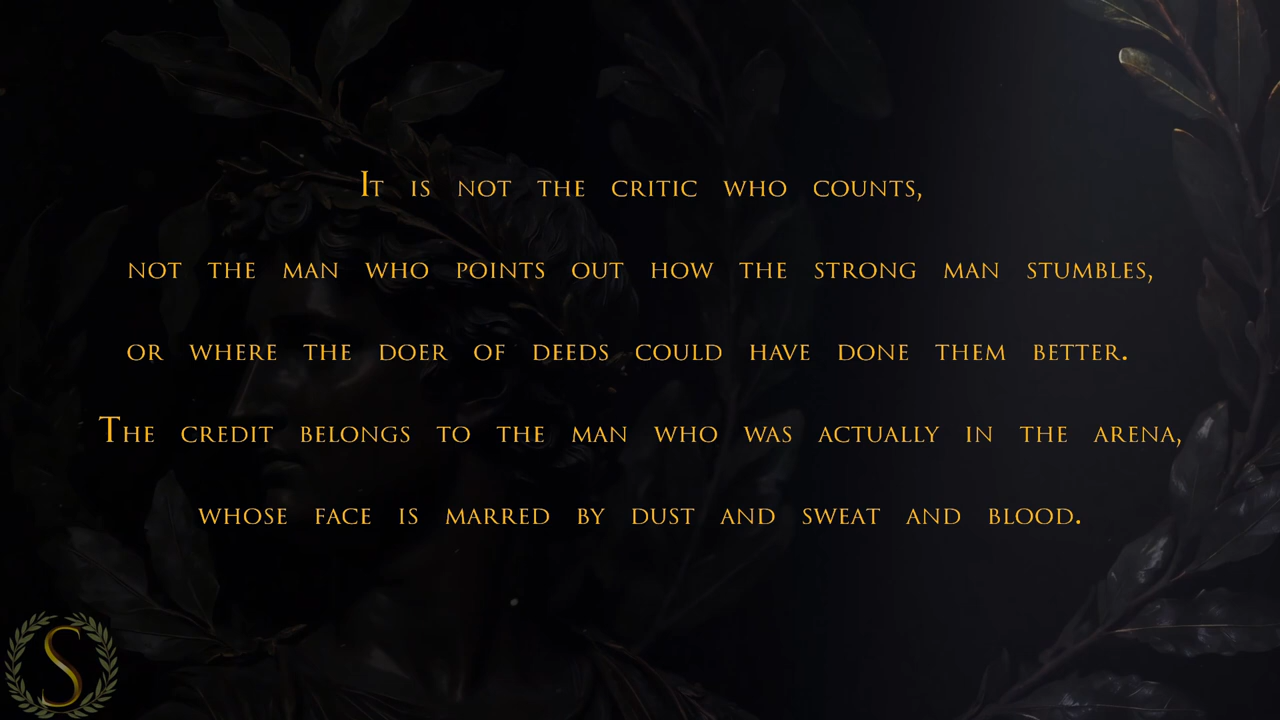 It is not the critic who counts,
not the man who points out how the strong man stumbles,
or where the doer of deeds could have done them better.
The credit belongs to the man who was actually in the arena,
whose face is marred by dust and sweat and blood.
S